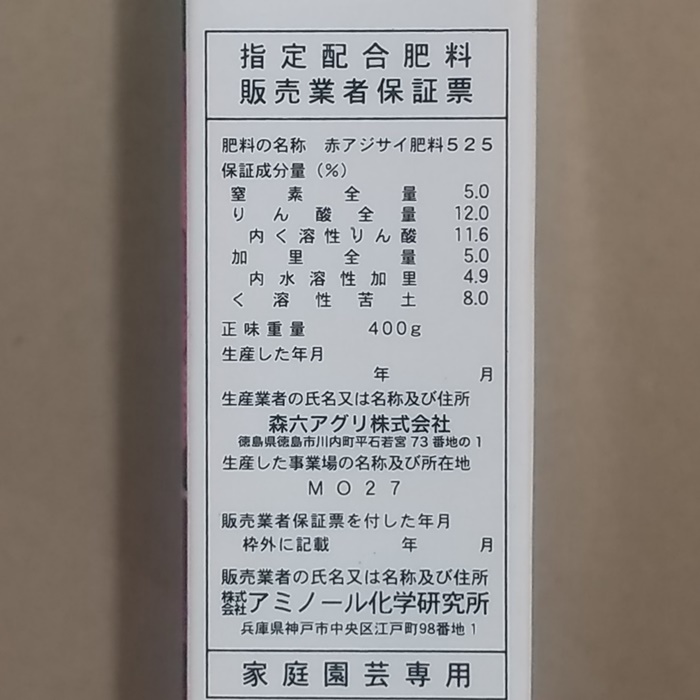 指定配合肥料
販売業者保証票
肥料の名称 赤アジサイ肥料525
保証成分量（%）
窒素全量 5.0
りん酸全量 12.0
内く溶性りん酸 11.6
加里全量 5.0
内水溶性加里 4.9
く溶性苦土 8.0
正味重量 400g
生産した年月
年 月
生産業者の氏名又は名称及び住所
森六アグリ株式会社
徳島県徳島市川内町平石若宮73番地の1
生産した事業場の名称及び所在地
MO27
販売業者保証票を付した年月
枠外に記載 年 月
販売業者の氏名又は名称及び住所
株式会社アミノール化学研究所
兵庫県神戸市中央区江戸町98番地1
家庭園芸専用